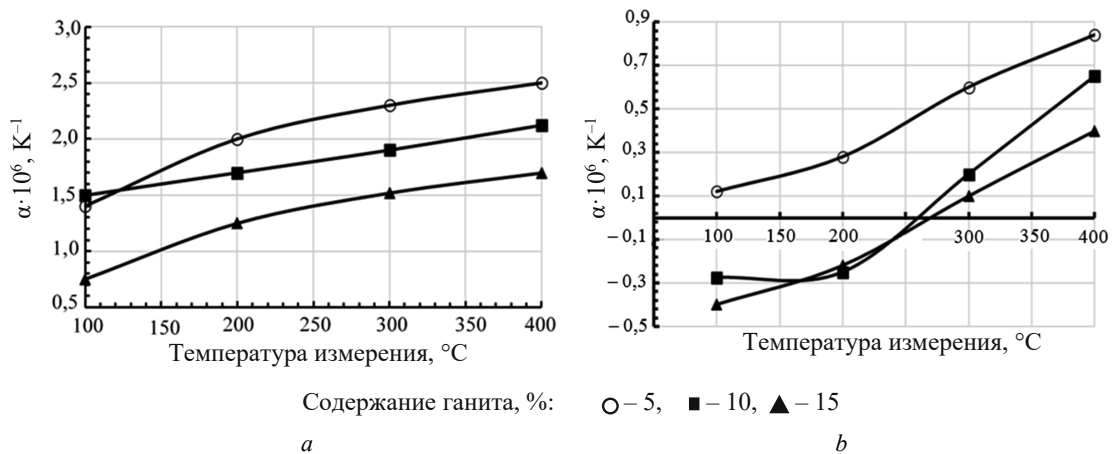 α·10⁶, K⁻¹
3,0
2,5
2,0
1,5
1,0
0,5
100 150 200 250 300 350 400
Температура измерения, °С
α·10⁶, K⁻¹
0,9
0,7
0,5
0,3
0,1
– 0,1
– 0,3
– 0,5
100 200 300 400
Температура измерения, °С
Содержание ганита, %: – 5, – 10, – 15
a b